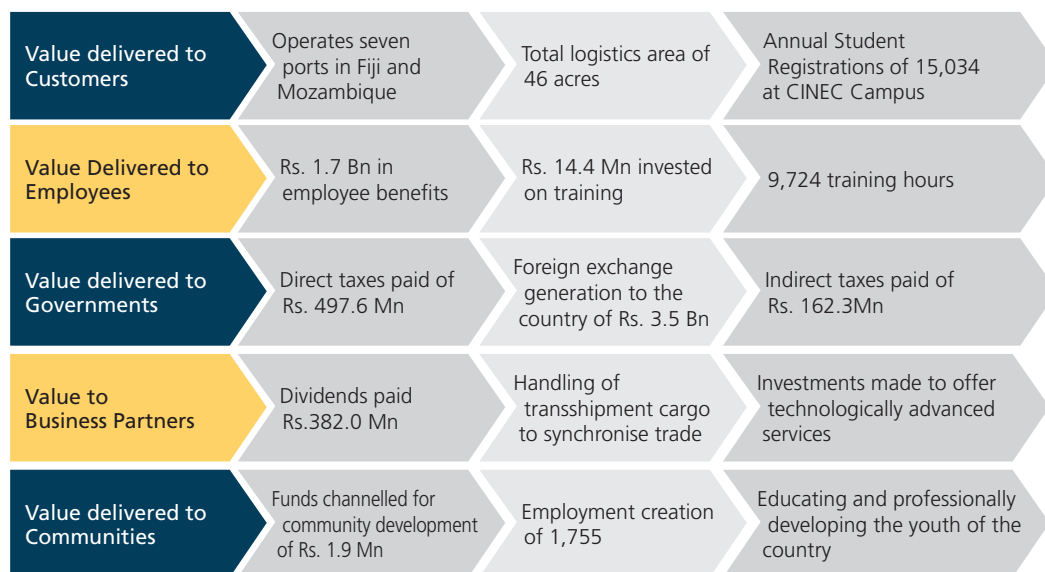 Value delivered to
Customers
Operates seven
ports in Fiji and
Mozambique
Total logistics area of
46 acres
Annual Student
Registrations of 15,034
at CINEC Campus
Value Delivered to
Employees
Rs. 1.7 Bn in
employee benefits
Rs. 14.4 Mn invested
on training
9,724 training hours
Value delivered to
Governments
Direct taxes paid of
Rs. 497.6 Mn
Foreign exchange
generation to the
country of Rs. 3.5 Bn
Indirect taxes paid of
Rs. 162.3Mn
Value to
Business Partners
Dividends paid
Rs.382.0 Mn
Handling of
transshipment cargo
to synchronise trade
Investments made to offer
technologically advanced
services
Value delivered to
Communities
Funds channelled for
community development
of Rs. 1.9 Mn
Employment creation
of 1,755
Educating and professionally
developing the youth of the
country